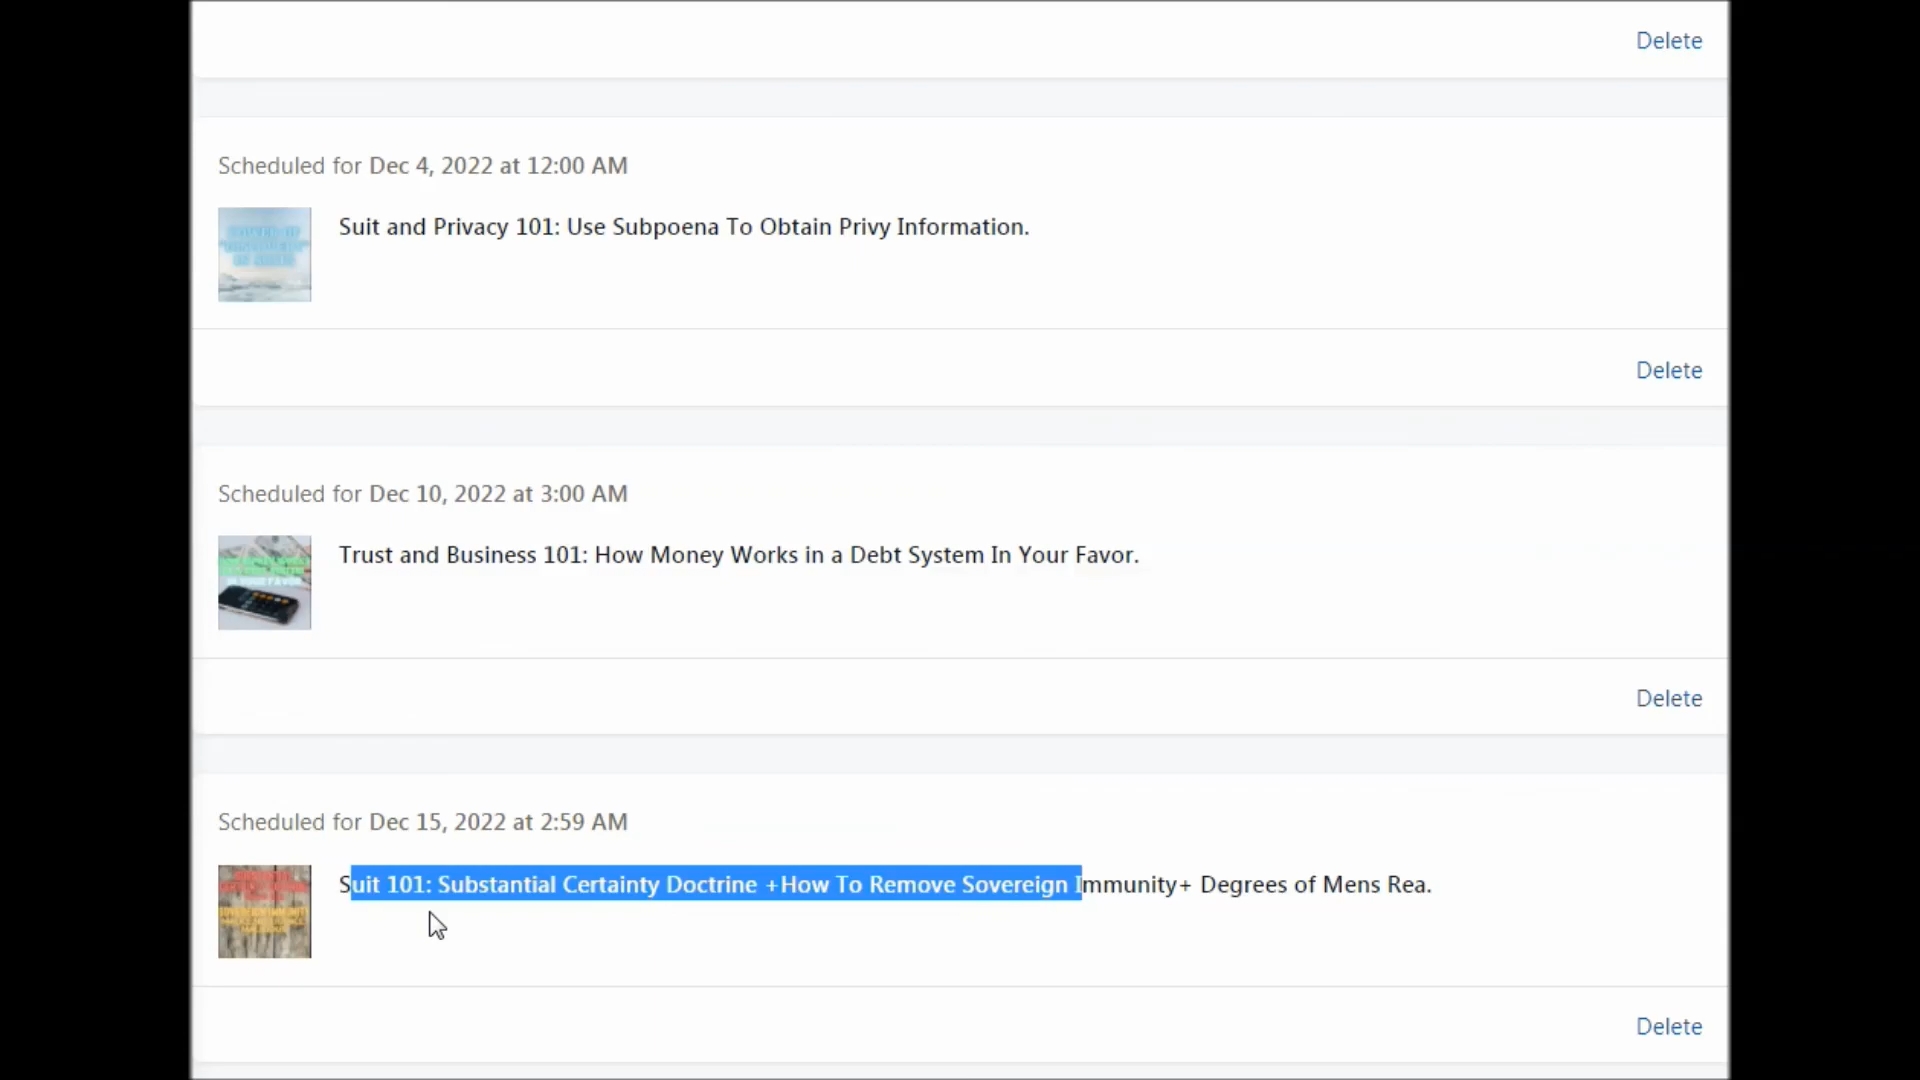 Delete
Scheduled for Dec 4, 2022 at 12:00 AM
Suit and Privacy 101: Use Subpoena To Obtain Privy Information.
Delete
Scheduled for Dec 10, 2022 at 3:00 AM
Trust and Business 101: How Money Works in a Debt System In Your Favor.
Delete
Scheduled for Dec 15, 2022 at 2:59 AM
Suit 101: Substantial Certainty Doctrine +How To Remove Sovereign Immunity+ Degrees of Mens Rea.
Delete